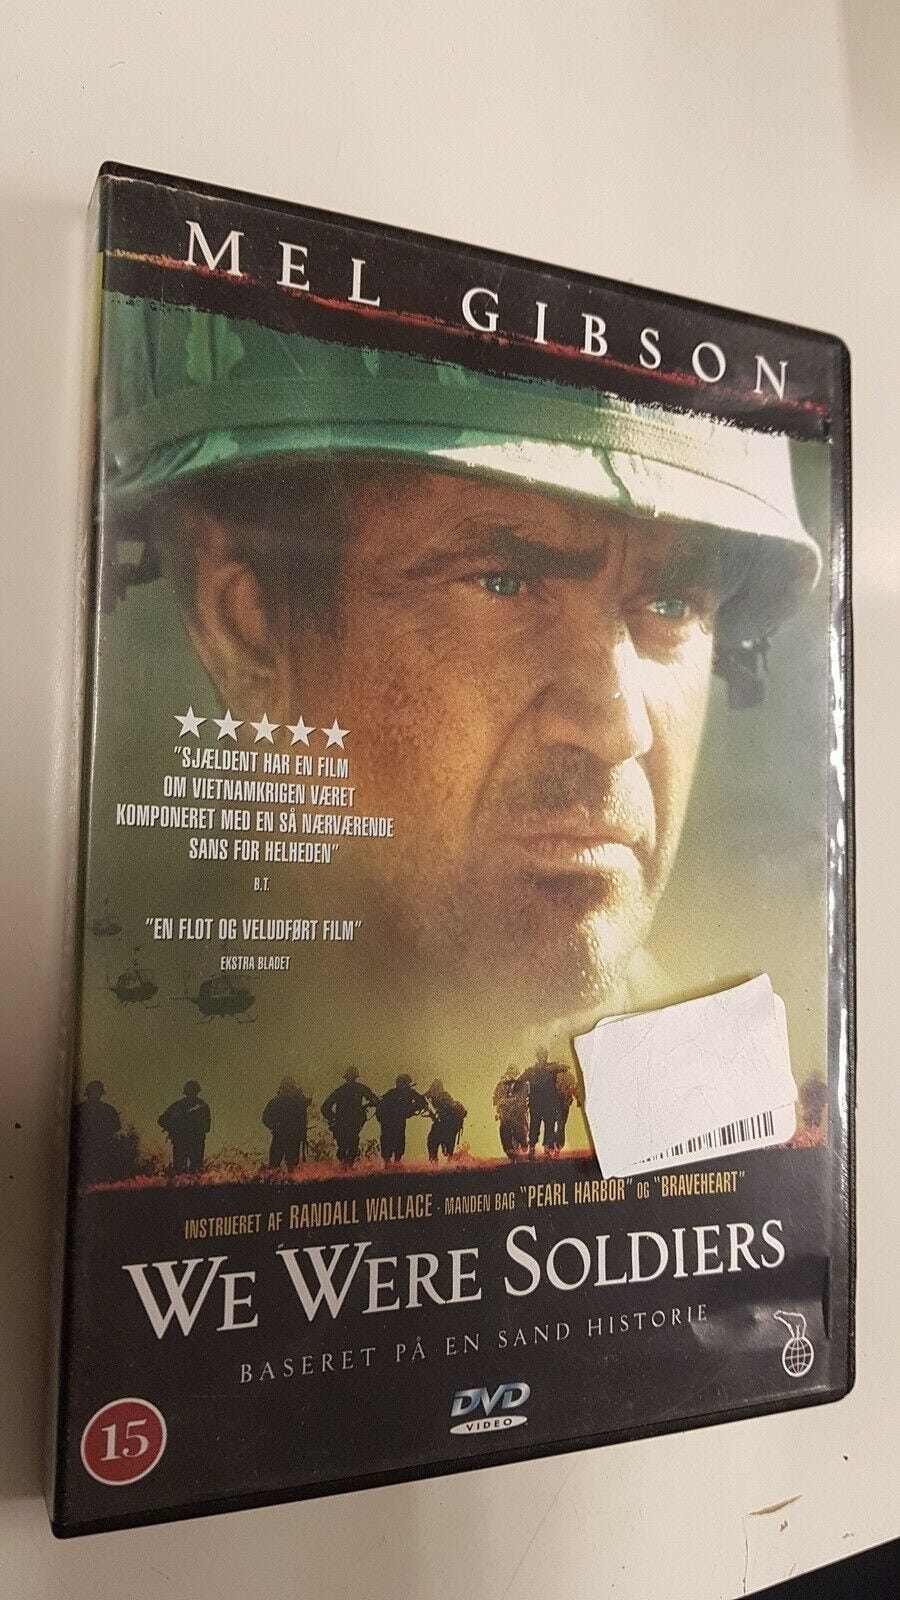 MEL GIBSON
"SJÆLDENT HAR EN FILM
OM VIETNAMKRIGEN VÆRET
KOMPONERET MED EN SÅ NÆRVÆRENDE
SANS FOR HELHEDEN"
B.T.
"EN FLOT OG VELUDFØRT FILM"
EKSTRA BLADET
INSTRUERET AF RANDALL WALLACE · MANDEN BAG "PEARL HARBOR" OG "BRAVEHEART"
WE WERE SOLDIERS
BASERET PÅ EN SAND HISTORIE
DVD
VIDEO
15